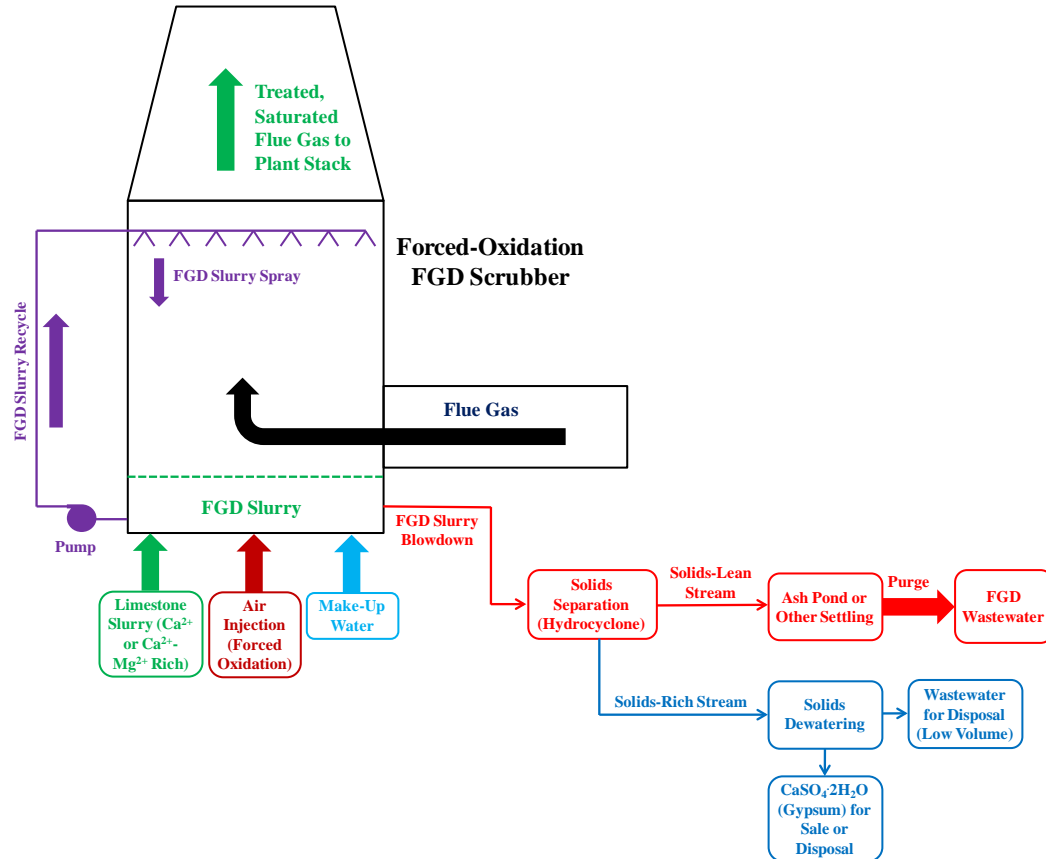 Treated,
Saturated
Flue Gas to
Plant Stack
Forced-Oxidation
FGD Scrubber
FGD Slurry Spray
FGD Slurry Recycle
Flue Gas
FGD Slurry
Pump
FGD Slurry
Blowdown
Limestone
Slurry (Ca²⁺
or Ca²⁺-
Mg²⁺ Rich)
Air
Injection
(Forced
Oxidation)
Make-Up
Water
Solids
Separation
(Hydrocyclone)
Solids-Lean
Stream
Ash Pond or
Other Settling
Purge
FGD
Wastewater
Solids-Rich Stream
Solids
Dewatering
Wastewater
for Disposal
(Low Volume)
CaSO₄·2H₂O
(Gypsum) for
Sale or
Disposal